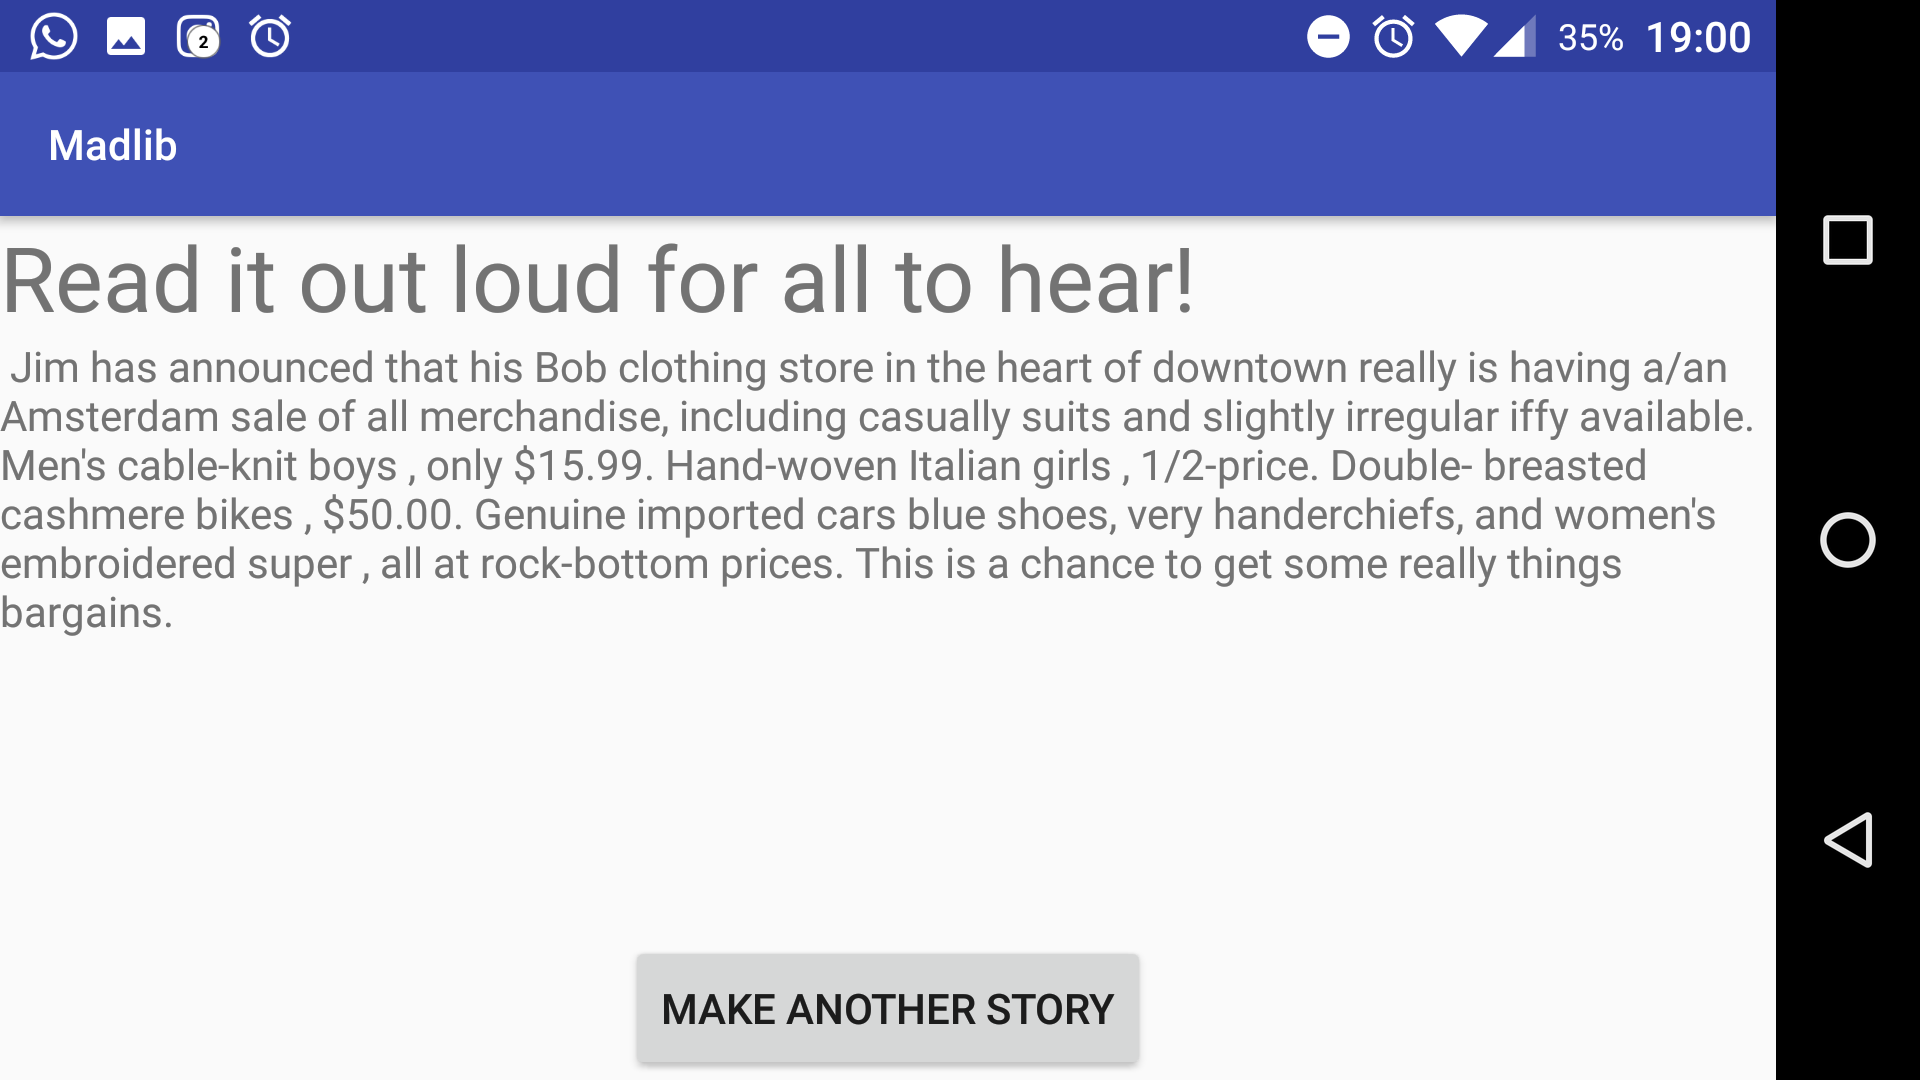 2
35% 19:00
Madlib
Read it out loud for all to hear!
Jim has announced that his Bob clothing store in the heart of downtown really is having a/an
Amsterdam sale of all merchandise, including casually suits and slightly irregular iffy available.
Men's cable-knit boys , only $15.99. Hand-woven Italian girls , 1/2-price. Double- breasted
cashmere bikes , $50.00. Genuine imported cars blue shoes, very handerchiefs, and women's
embroidered super , all at rock-bottom prices. This is a chance to get some really things
bargains.
MAKE ANOTHER STORY